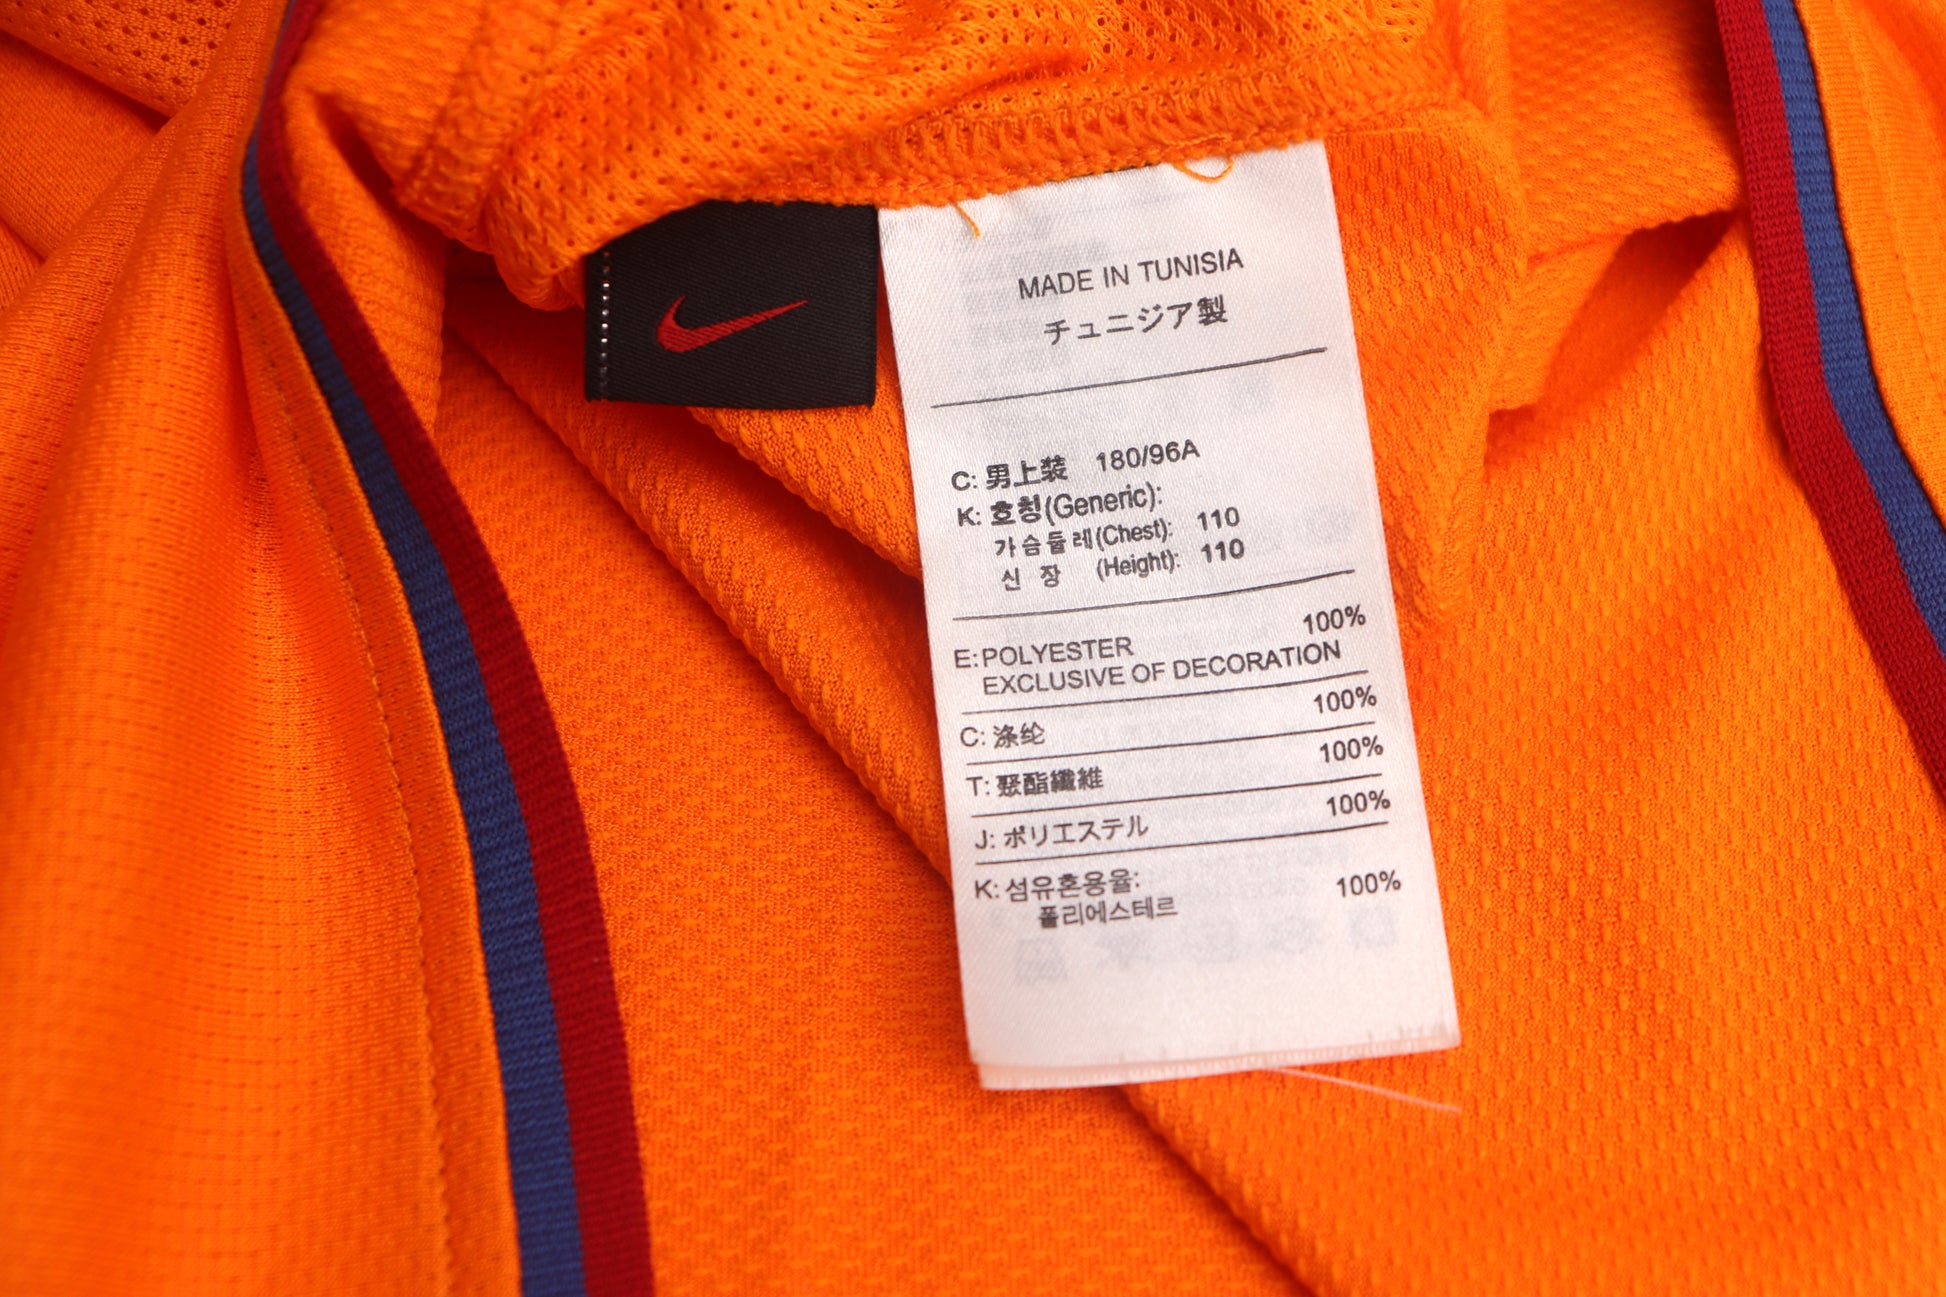 MADE IN TUNISIA
チュニジア製
C: 男上装 180/96A
K: 호칭(Generic):
가슴둘레(Chest): 110
신 장 (Height): 110
100%
E:POLYESTER
EXCLUSIVE OF DECORATION
100%
C: 涤纶
100%
T: 聚酯纖維
100%
J: ポリエステル
K: 섬유혼용율: 100%
폴리에스테르